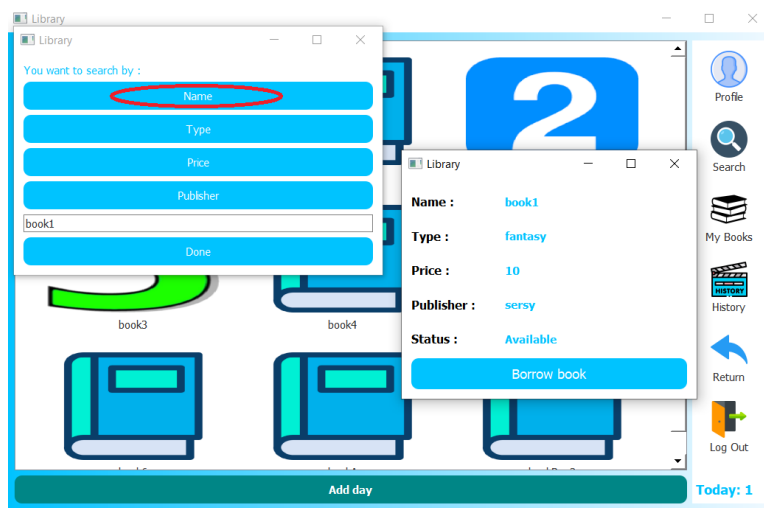 Library
Library
You want to search by :
Name
Type
Price
Publisher
book1
Done
2
Library
Name : book1
Type : fantasy
Price : 10
Publisher : sersy
Status : Available
Borrow book
book3
book4
Profile
Search
My Books
HISTORY
History
Return
Log Out
Add day
Today: 1